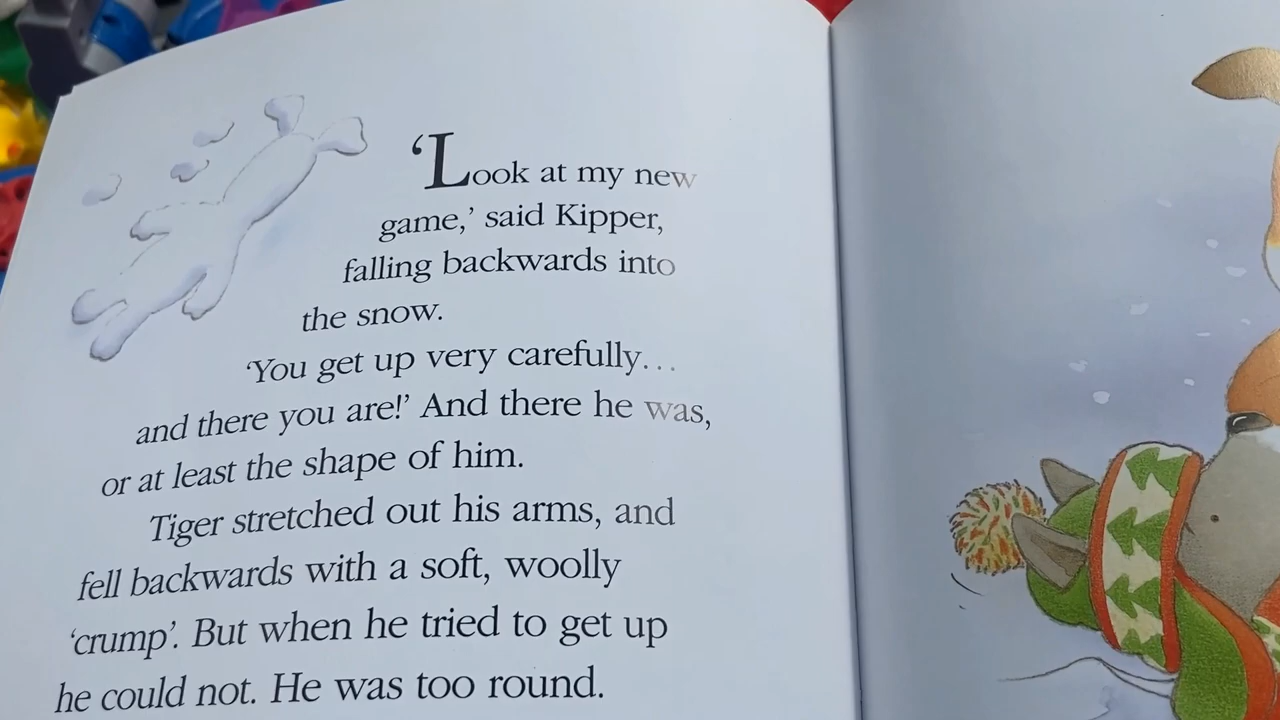 ‘Look at my new
game,’ said Kipper,
falling backwards into
the snow.
‘You get up very carefully...
and there you are!’ And there he was,
or at least the shape of him.
Tiger stretched out his arms, and
fell backwards with a soft, woolly
‘crump’. But when he tried to get up
he could not. He was too round.